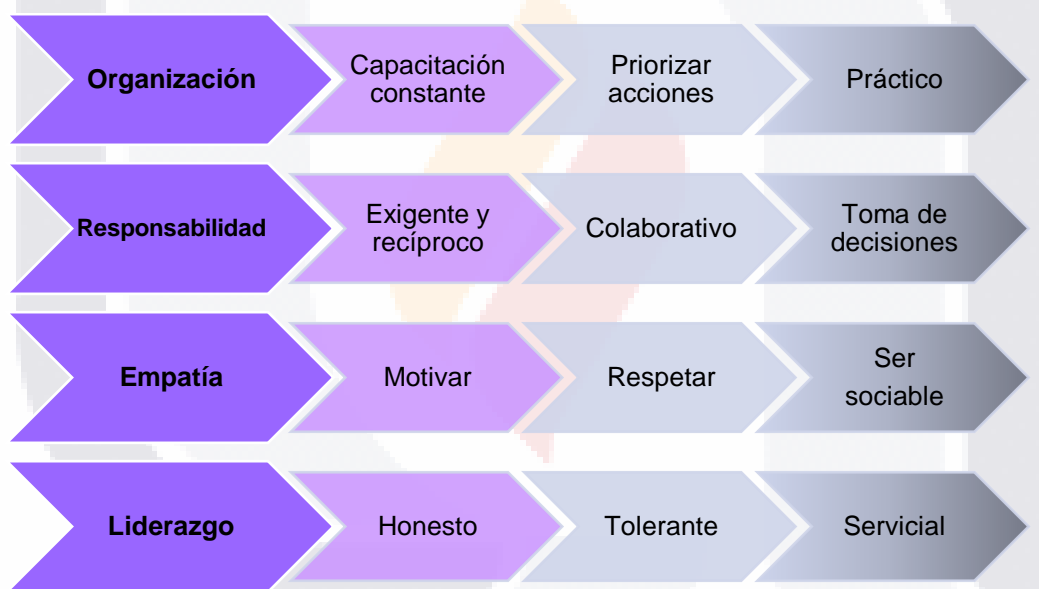 Organización
Capacitación
constante
Priorizar
acciones
Práctico
Responsabilidad
Exigente y
recíproco
Colaborativo
Toma de
decisiones
Empatía
Motivar
Respetar
Ser
sociable
Liderazgo
Honesto
Tolerante
Servicial